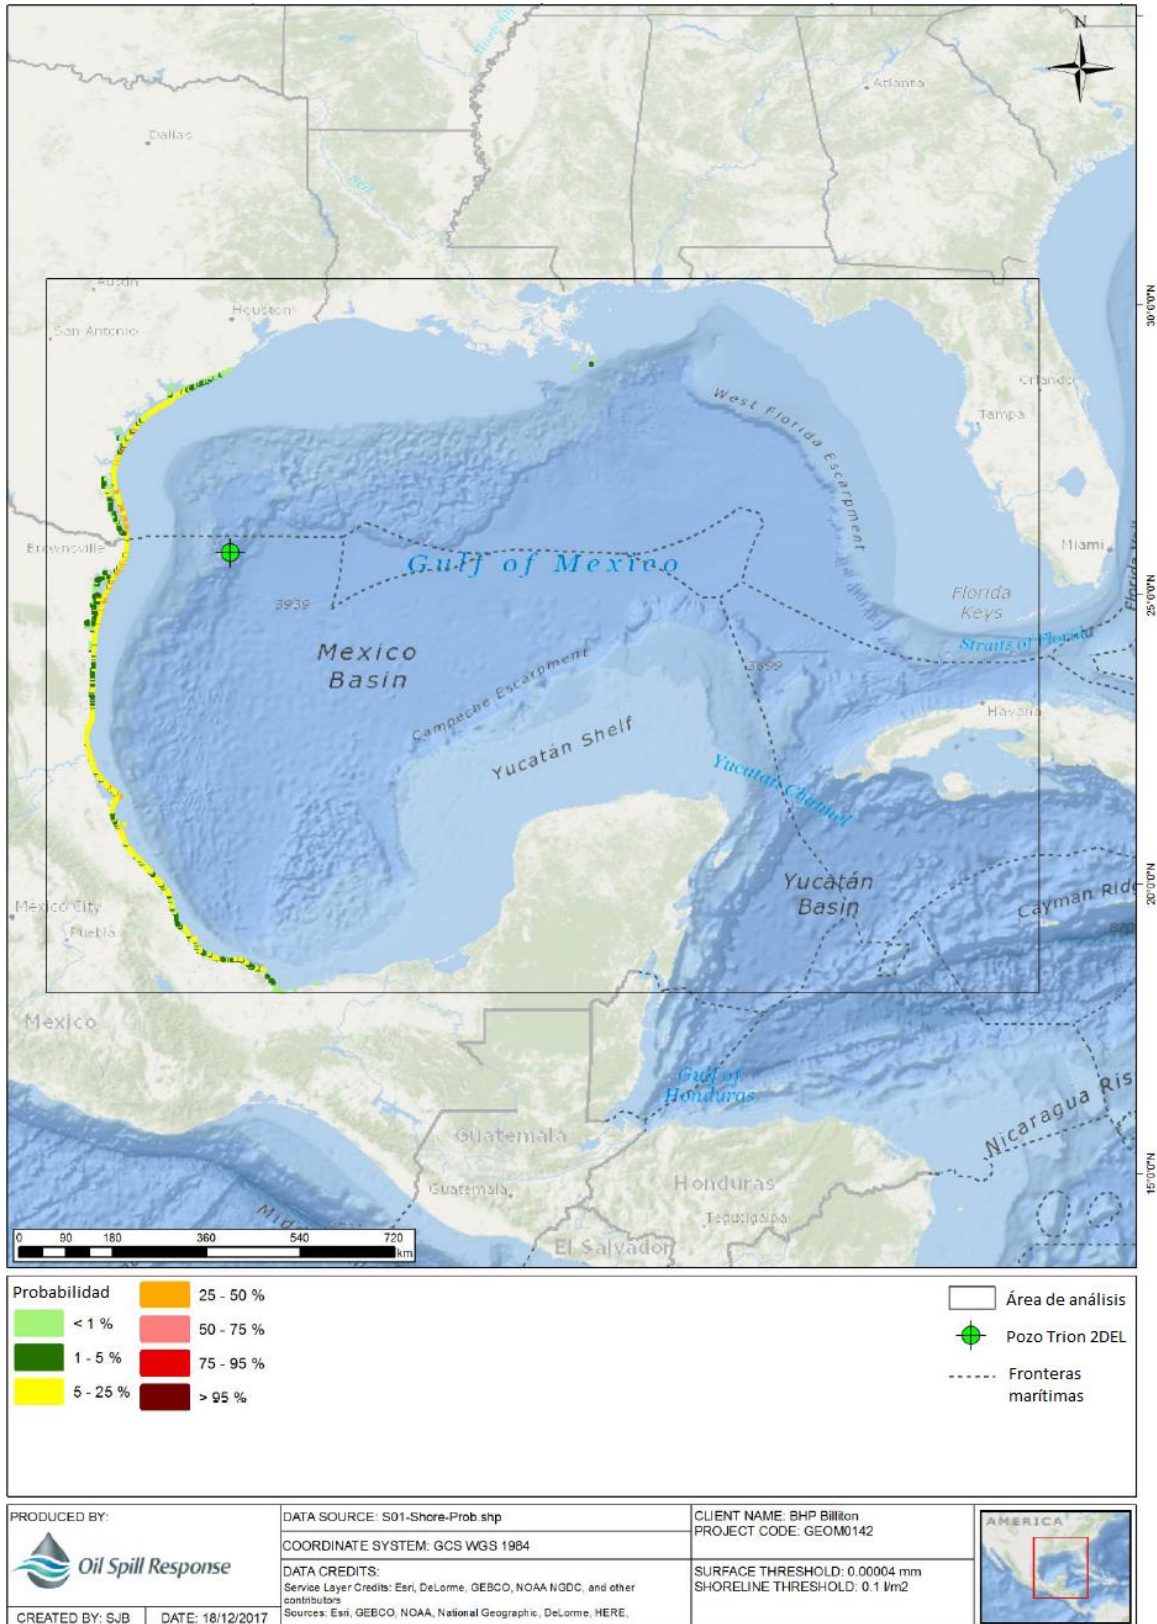 N
Atlanta
Dallas
Austin
Houston
San Antonio
30°0'0"N
Orlando
Tampa
West Florida Escarpment
Brownsville
Gulf of Mexico
Miami
3939
Florida
Keys
25°0'0"N
Straits of Florida
Mexico
Basin
Campeche Escarpment
Havana
Yucatán Shelf
Yucatan Channel
Yucatán
Basin
20°0'0"N
Mexico City
Puebla
Cayman Ridg
Mexico
Gulf of
Honduras
Nicaragua Ris
Guatemala
Guatemala
Honduras
Tegucigalpa
15°0'0"N
El Salvador
0 90 180 360 540 720
km
Probabilidad
< 1 %
1 - 5 %
5 - 25 %
25 - 50 %
50 - 75 %
75 - 95 %
> 95 %
Área de análisis
Pozo Trion 2DEL
Fronteras
marítimas
PRODUCED BY:
Oil Spill Response
CREATED BY: SJB
DATE: 18/12/2017
DATA SOURCE: S01-Shore-Prob.shp
COORDINATE SYSTEM: GCS WGS 1984
DATA CREDITS:
Service Layer Credits: Esri, DeLorme, GEBCO, NOAA NGDC, and other
contributors
Sources: Esri, GEBCO, NOAA, National Geographic, DeLorme, HERE,
CLIENT NAME: BHP Billiton
PROJECT CODE: GEOM0142
SURFACE THRESHOLD: 0.00004 mm
SHORELINE THRESHOLD: 0.1 l/m2
AMERICA